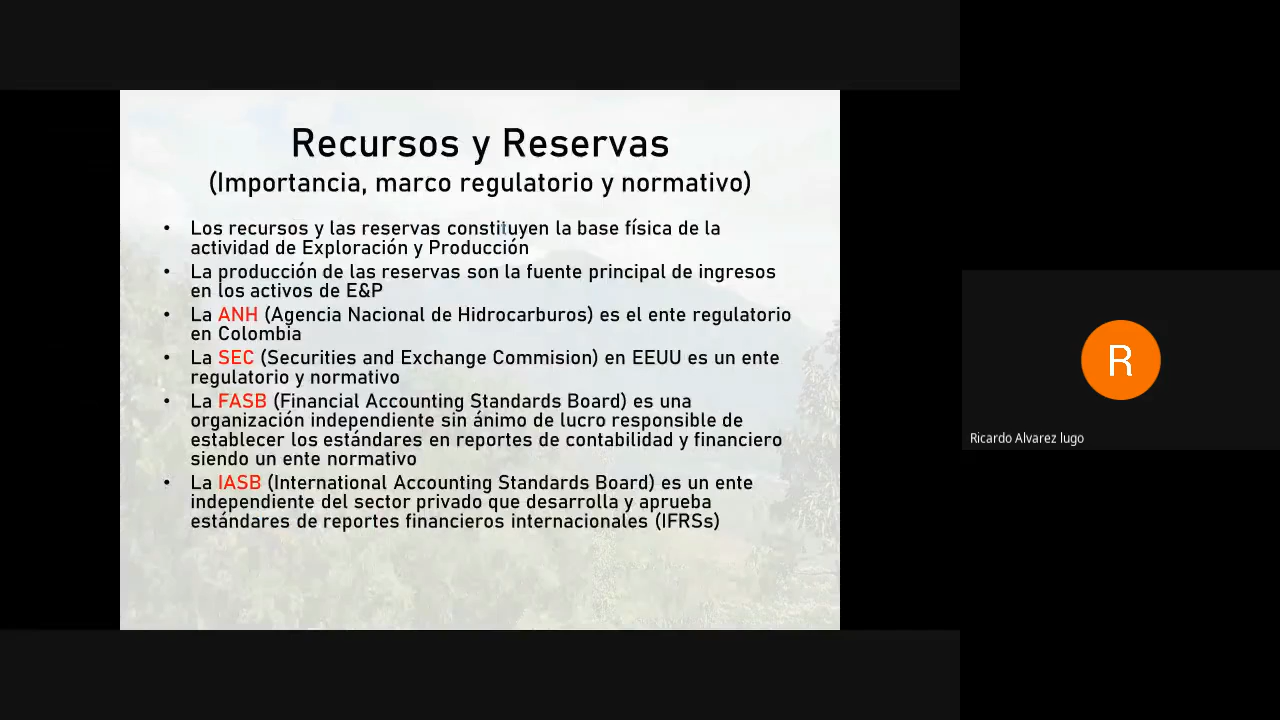 Recursos y Reservas
(Importancia, marco regulatorio y normativo)
• Los recursos y las reservas constituyen la base física de la
actividad de Exploración y Producción
• La producción de las reservas son la fuente principal de ingresos
en los activos de E&P
• La ANH (Agencia Nacional de Hidrocarburos) es el ente regulatorio
en Colombia
• La SEC (Securities and Exchange Commision) en EEUU es un ente
regulatorio y normativo
• La FASB (Financial Accounting Standards Board) es una
organización independiente sin ánimo de lucro responsible de
establecer los estándares en reportes de contabilidad y financiero
siendo un ente normativo
• La IASB (International Accounting Standards Board) es un ente
independiente del sector privado que desarrolla y aprueba
estándares de reportes financieros internacionales (IFRSs)
R
Ricardo Alvarez lugo